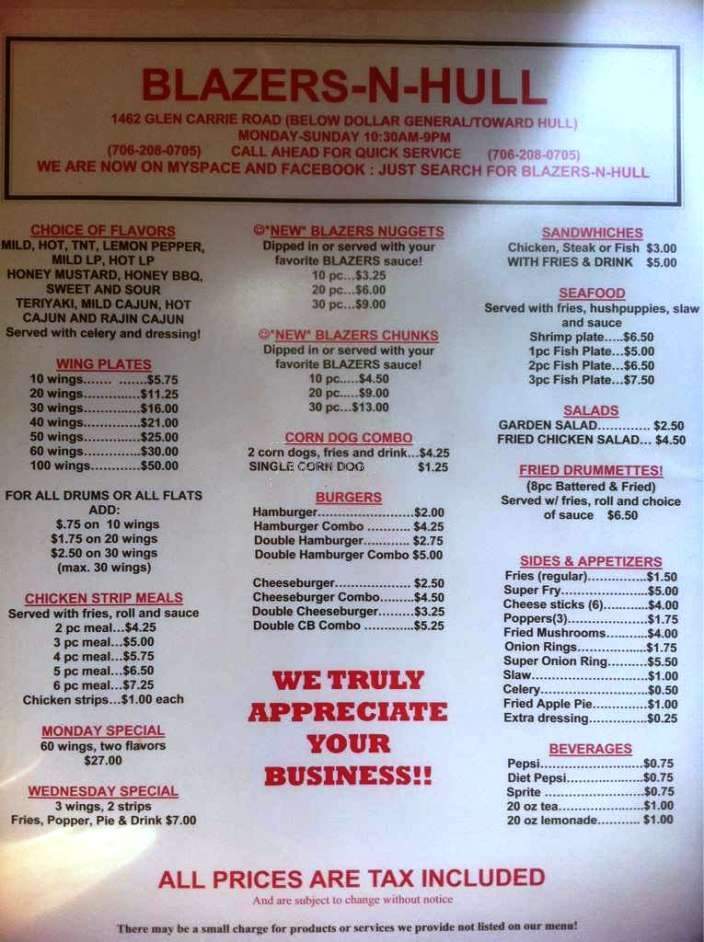 BLAZERS-N-HULL
1462 GLEN CARRIE ROAD (BELOW DOLLAR GENERAL/TOWARD HULL)
MONDAY-SUNDAY 10:30AM-9PM
(706-208-0705) CALL AHEAD FOR QUICK SERVICE (706-208-0705)
WE ARE NOW ON MYSPACE AND FACEBOOK : JUST SEARCH FOR BLAZERS-N-HULL
CHOICE OF FLAVORS
MILD, HOT, TNT, LEMON PEPPER,
MILD LP, HOT LP
HONEY MUSTARD, HONEY BBQ,
SWEET AND SOUR
TERIYAKI, MILD CAJUN, HOT
CAJUN AND RAJIN CAJUN
Served with celery and dressing!
WING PLATES
10 wings....... .......$5.75
20 wings.............$11.25
30 wings.............$16.00
40 wings.............$21.00
50 wings.............$25.00
60 wings.............$30.00
100 wings............$50.00
FOR ALL DRUMS OR ALL FLATS
ADD:
$.75 on 10 wings
$1.75 on 20 wings
$2.50 on 30 wings
(max. 30 wings)
CHICKEN STRIP MEALS
Served with fries, roll and sauce
2 pc meal...$4.25
3 pc meal...$5.00
4 pc meal...$5.75
5 pc meal...$6.50
6 pc meal...$7.25
Chicken strips...$1.00 each
MONDAY SPECIAL
60 wings, two flavors
$27.00
WEDNESDAY SPECIAL
3 wings, 2 strips
Fries, Popper, Pie & Drink $7.00
☺*NEW* BLAZERS NUGGETS
Dipped in or served with your
favorite BLAZERS sauce!
10 pc...$3.25
20 pc...$6.00
30 pc...$9.00
☺*NEW* BLAZERS CHUNKS
Dipped in or served with your
favorite BLAZERS sauce!
10 pc.....$4.50
20 pc.....$9.00
30 pc...$13.00
CORN DOG COMBO
2 corn dogs, fries and drink...$4.25
SINGLE CORN DOG $1.25
BURGERS
Hamburger.......................$2.00
Hamburger Combo ........... $4.25
Double Hamburger........... $2.75
Double Hamburger Combo $5.00
Cheeseburger.................. $2.50
Cheeseburger Combo........$4.50
Double Cheeseburger........$3.25
Double CB Combo ............$5.25
WE TRULY
APPRECIATE
YOUR
BUSINESS!!
SANDWHICHES
Chicken, Steak or Fish $3.00
WITH FRIES & DRINK $5.00
SEAFOOD
Served with fries, hushpuppies, slaw
and sauce
Shrimp plate.....$6.50
1pc Fish Plate...$5.00
2pc Fish Plate...$6.50
3pc Fish Plate...$7.50
SALADS
GARDEN SALAD............. $2.50
FRIED CHICKEN SALAD... $4.50
FRIED DRUMMETTES!
(8pc Battered & Fried)
Served w/ fries, roll and choice
of sauce $6.50
SIDES & APPETIZERS
Fries (regular)..............$1.50
Super Fry.....................$5.00
Cheese sticks (6)...........$4.00
Poppers(3)....................$1.75
Fried Mushrooms..........$4.00
Onion Rings..................$1.75
Super Onion Ring.........$5.50
Slaw.............................$1.00
Celery...........................$0.50
Fried Apple Pie.............$1.00
Extra dressing..............$0.25
BEVERAGES
Pepsi.........................$0.75
Diet Pepsi...................$0.75
Sprite ........................$0.75
20 oz tea.....................$1.00
20 oz lemonade.......... $1.00
ALL PRICES ARE TAX INCLUDED
And are subject to change without notice
There may be a small charge for products or services we provide not listed on our menu!